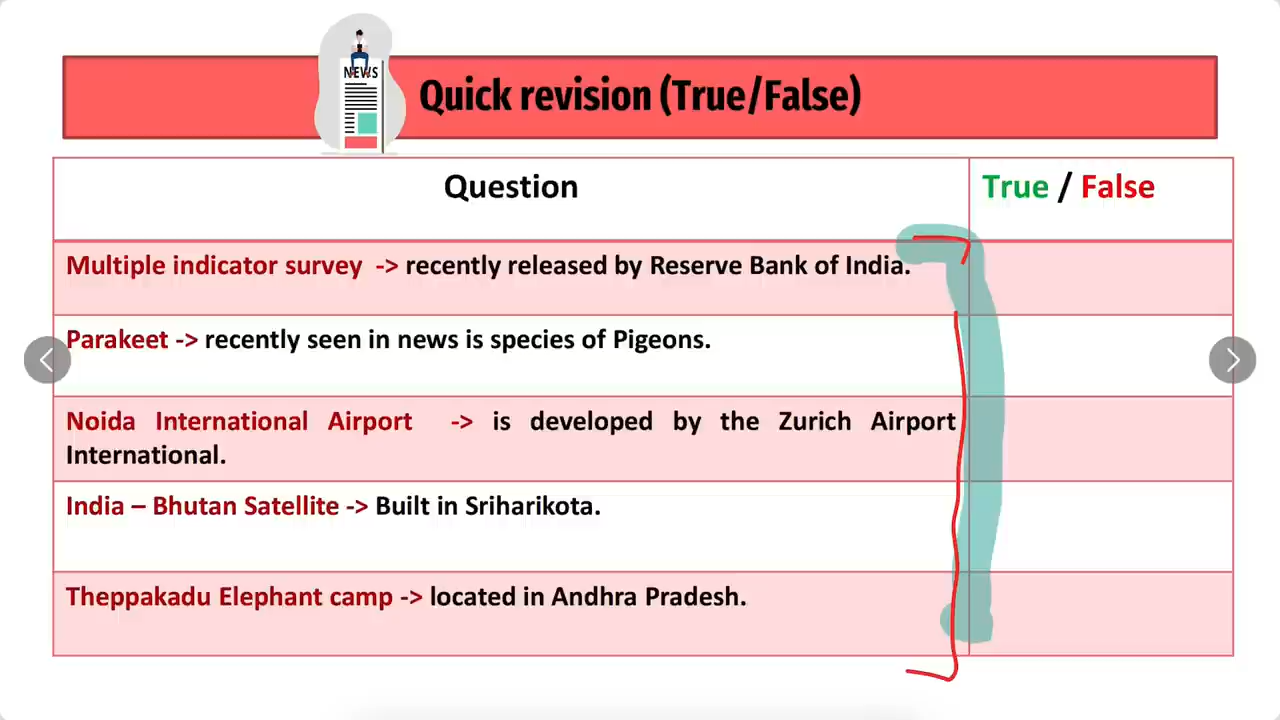 NEWS
Quick revision (True/False)
Question
True / False
Multiple indicator survey -> recently released by Reserve Bank of India.
Parakeet -> recently seen in news is species of Pigeons.
Noida International Airport -> is developed by the Zurich Airport
International.
India – Bhutan Satellite -> Built in Sriharikota.
Theppakadu Elephant camp -> located in Andhra Pradesh.